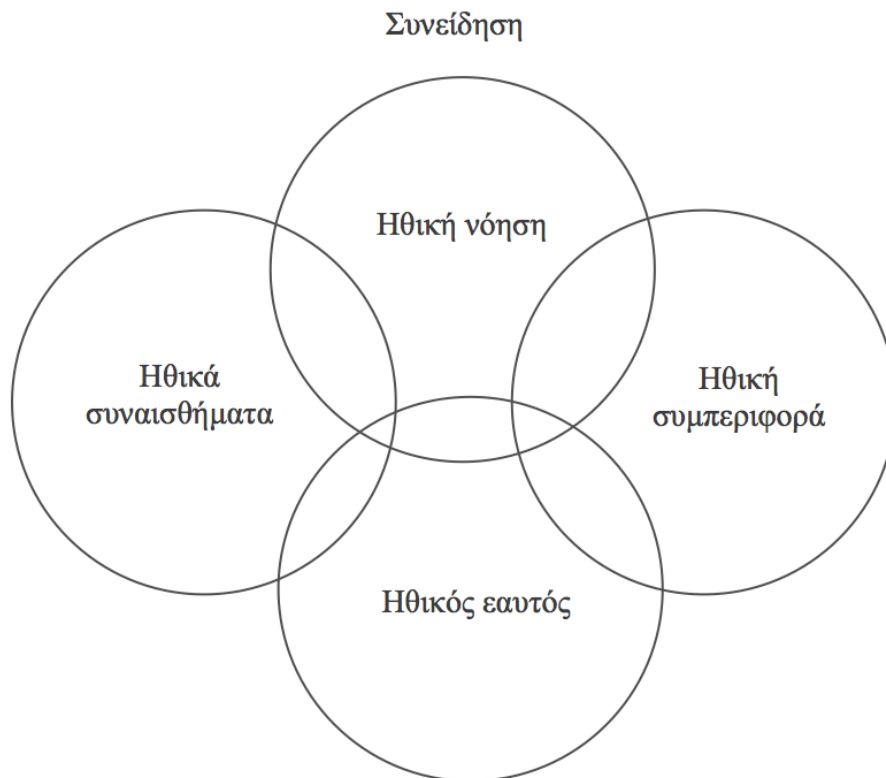 Συνείδηση
Ηθική νόηση
Ηθικά
συναισθήματα
Ηθική
συμπεριφορά
Ηθικός εαυτός